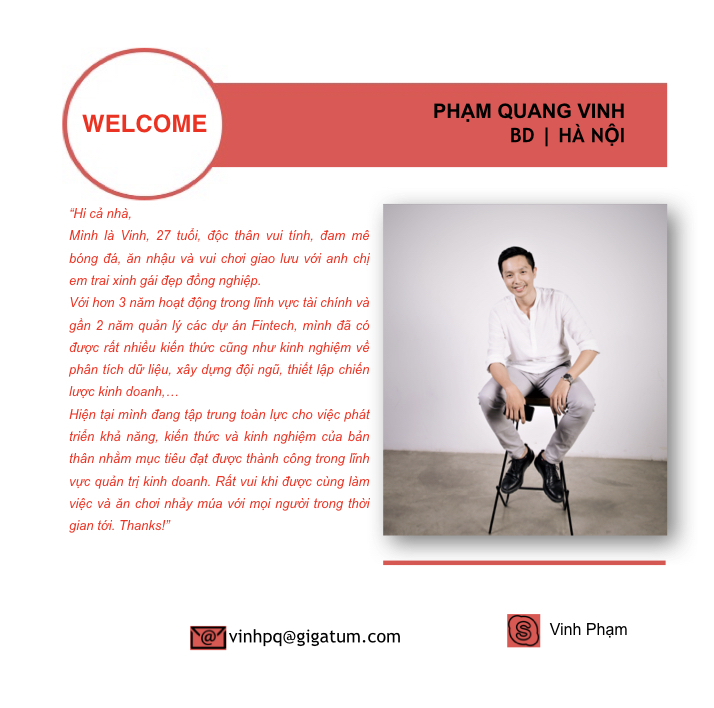 WELCOME
PHẠM QUANG VINH
BD | HÀ NỘI
“Hi cả nhà,
Mình là Vinh, 27 tuổi, độc thân vui tính, đam mê
bóng đá, ăn nhậu và vui chơi giao lưu với anh chị
em trai xinh gái đẹp đồng nghiệp.
Với hơn 3 năm hoạt động trong lĩnh vực tài chính và
gần 2 năm quản lý các dự án Fintech, mình đã có
được rất nhiều kiến thức cũng như kinh nghiệm về
phân tích dữ liệu, xây dựng đội ngũ, thiết lập chiến
lược kinh doanh,…
Hiện tại mình đang tập trung toàn lực cho việc phát
triển khả năng, kiến thức và kinh nghiệm của bản
thân nhằm mục tiêu đạt được thành công trong lĩnh
vực quản trị kinh doanh. Rất vui khi được cùng làm
việc và ăn chơi nhảy múa với mọi người trong thời
gian tới. Thanks!”
vinhpq@gigatum.com
Vinh Phạm